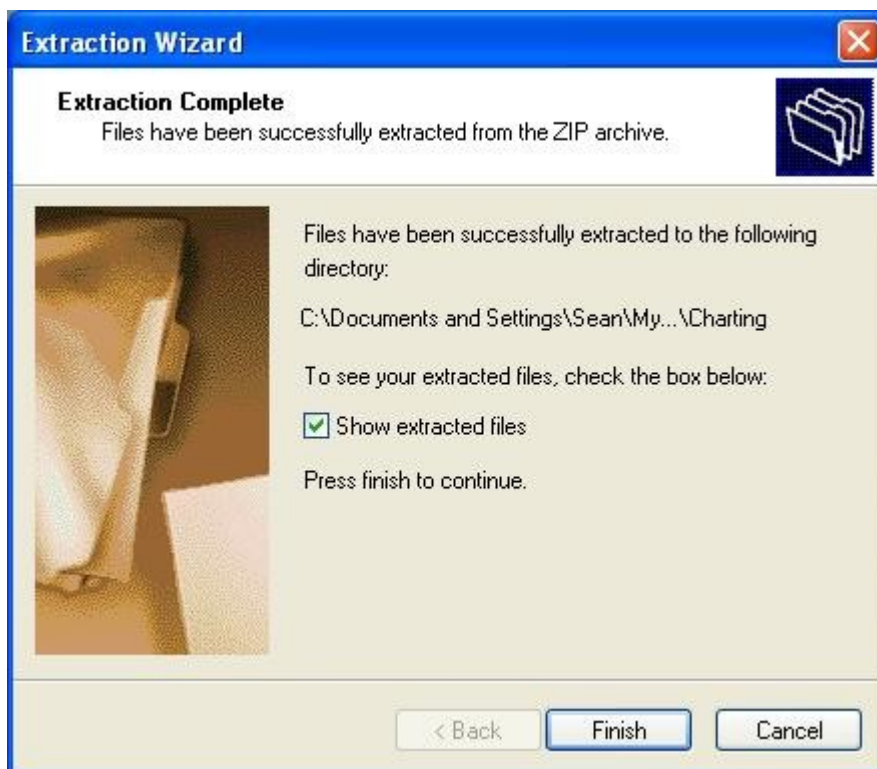 Extraction Wizard
Extraction Complete
Files have been successfully extracted from the ZIP archive.
Files have been successfully extracted to the following
directory:
C:\Documents and Settings\Sean\My...\Charting
To see your extracted files, check the box below:
Show extracted files
Press finish to continue.
< Back
Finish
Cancel